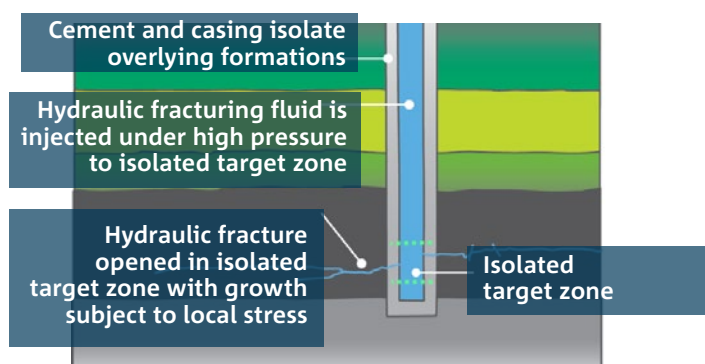 Cement and casing isolate
overlying formations
Hydraulic fracturing fluid is
injected under high pressure
to isolated target zone
Hydraulic fracture
opened in isolated
target zone with growth
subject to local stress
Isolated
target zone